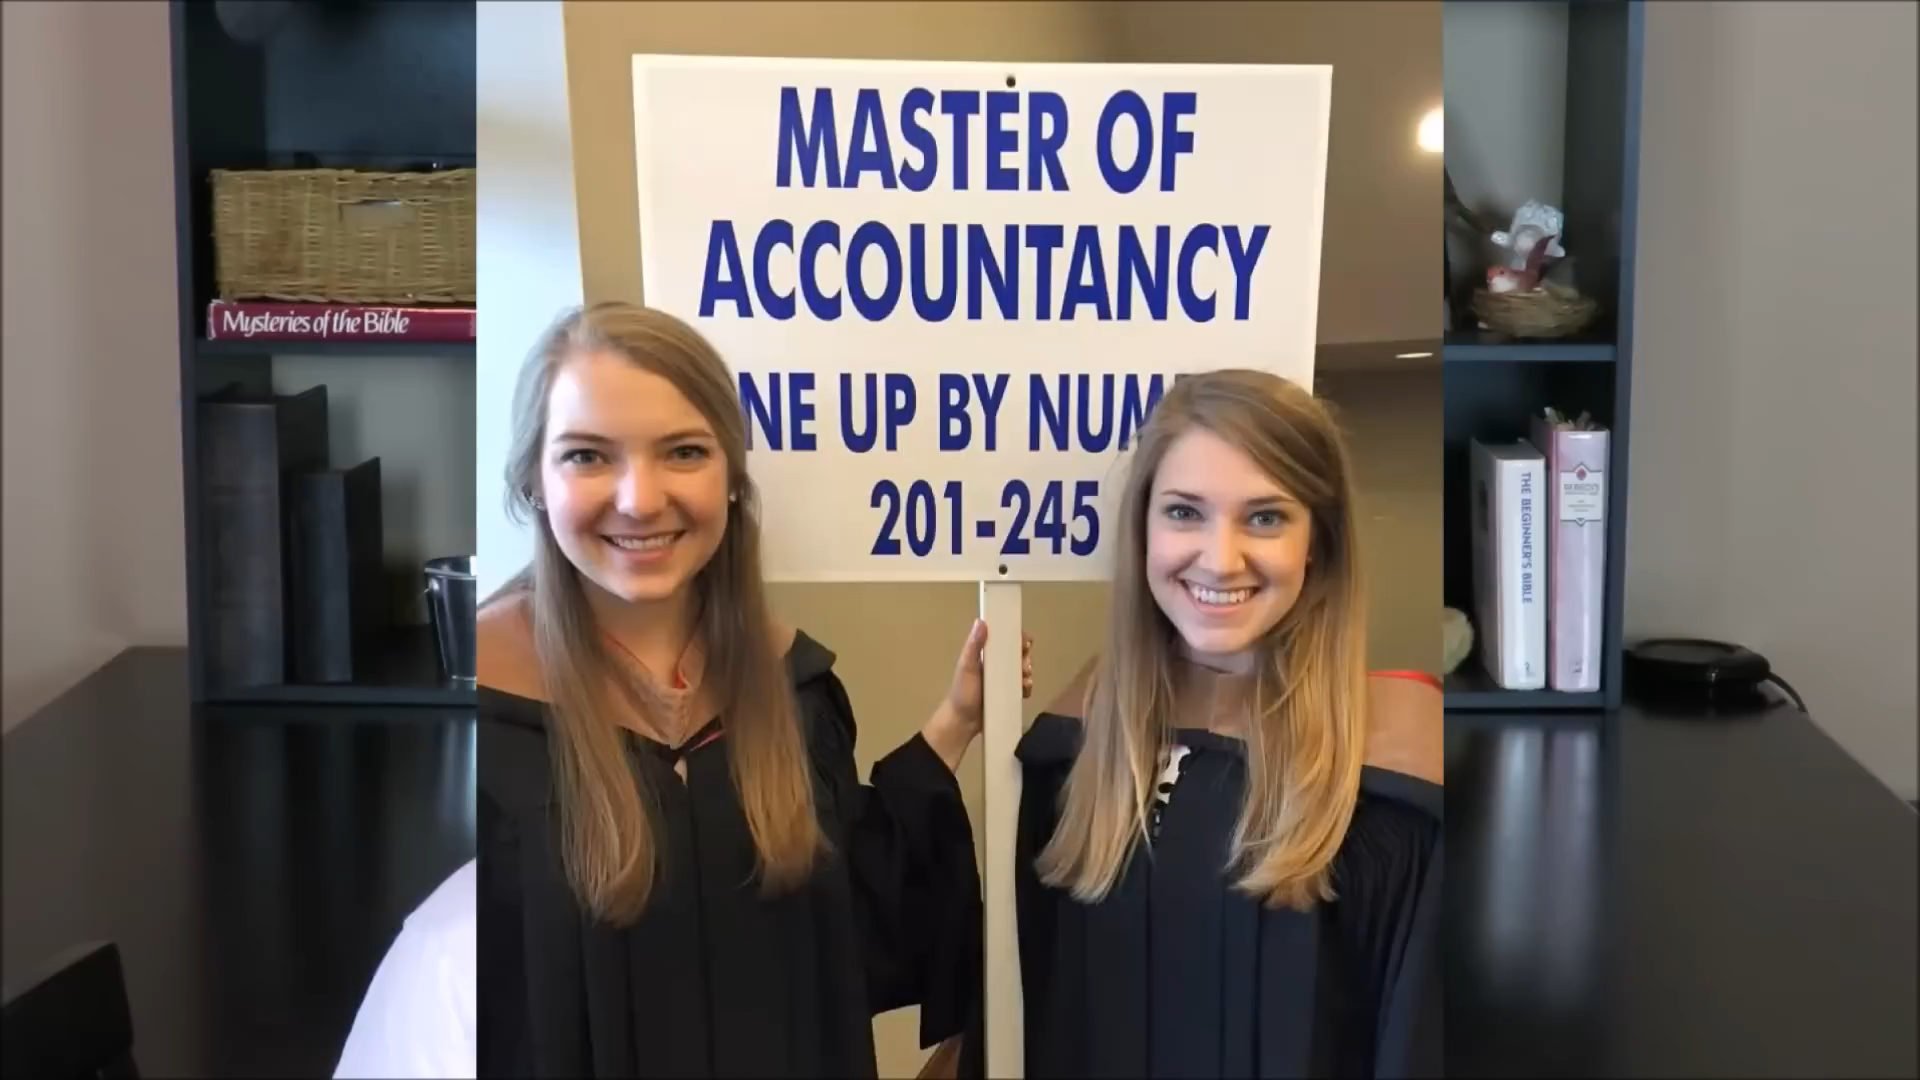 MASTER OF
ACCOUNTANCY
NE UP BY NUM
201-245
Mysteries of the Bible
THE BEGINNER'S BIBLE